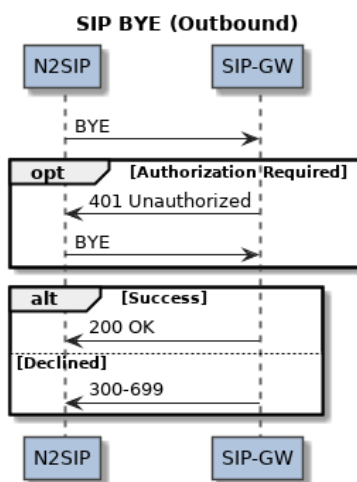 SIP BYE (Outbound)
N2SIP SIP-GW
BYE
opt [Authorization Required]
401 Unauthorized
BYE
alt [Success]
200 OK
[Declined]
300-699
N2SIP SIP-GW